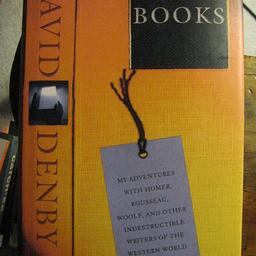 BOOKS
AVID
DENBY
MY ADVENTURES
WITH HOMER,
ROUSSEAU,
WOOLF, AND OTHER
INDESTRUCTIBLE
WRITERS OF THE
WESTERN WORLD